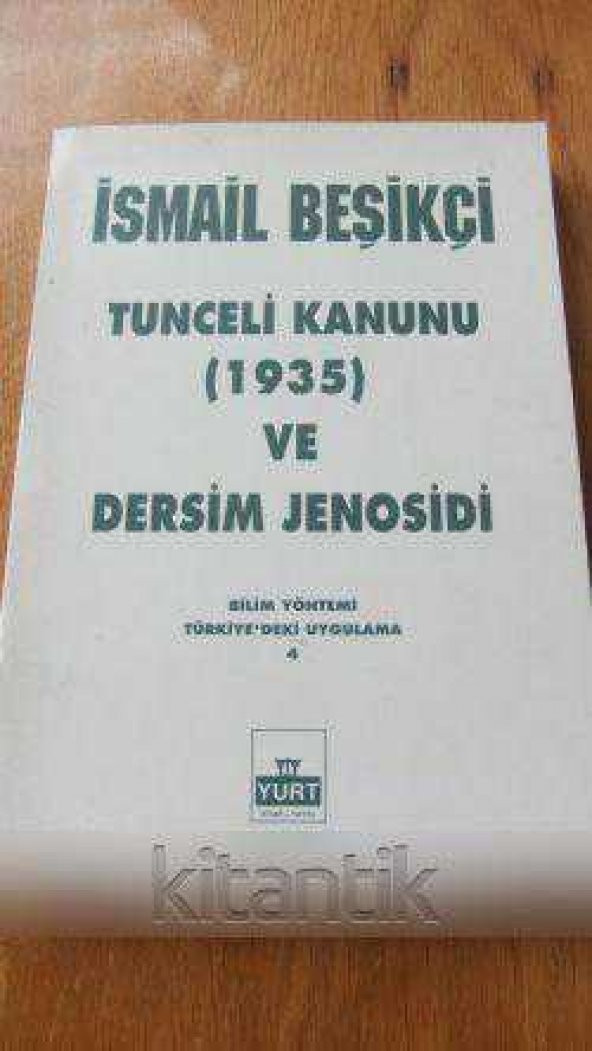 İSMAİL BEŞİKÇİ
TUNCELİ KANUNU
(1935)
VE
DERSİM JENOSİDİ
BİLİM YÖNTEMİ
TÜRKİYE'DEKİ UYGULAMA
4
YIY
YURT
kitantik